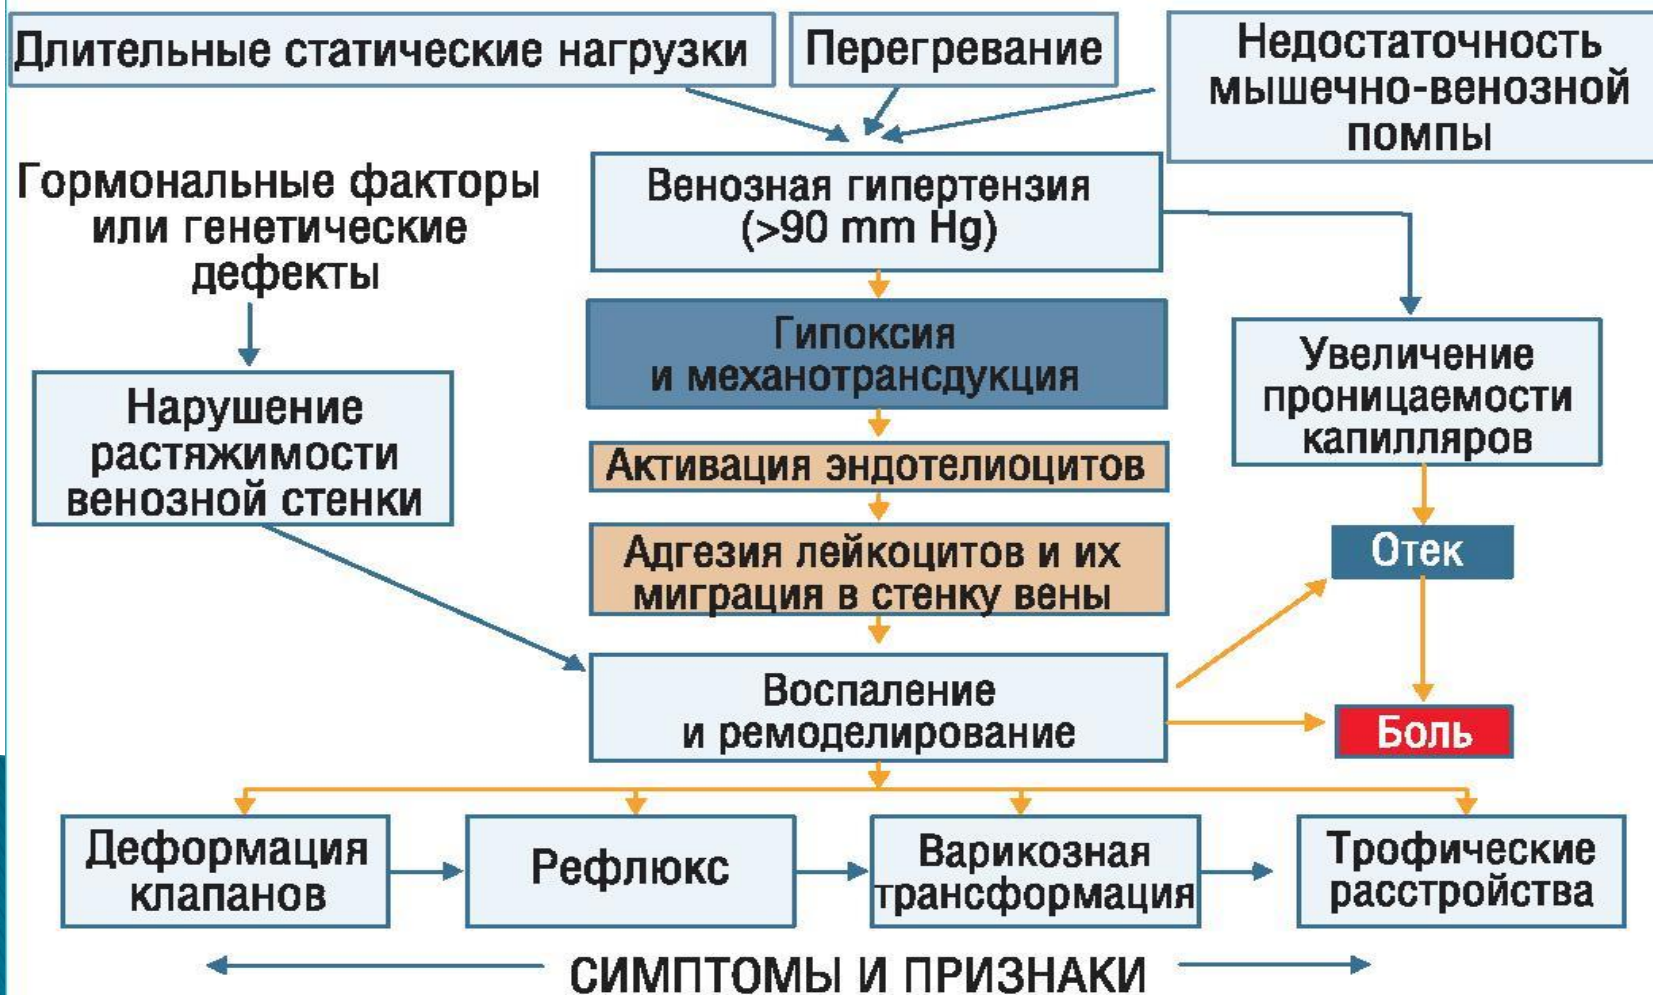 Длительные статические нагрузки
Перегревание
Недостаточность
мышечно-венозной
помпы
Гормональные факторы
или генетические
дефекты
Венозная гипертензия
(>90 mm Hg)
Гипоксия
и механотрансдукция
Увеличение
проницаемости
капилляров
Нарушение
растяжимости
венозной стенки
Активация эндотелиоцитов
Адгезия лейкоцитов и их
миграция в стенку вены
Отек
Воспаление
и ремоделирование
Боль
Деформация
клапанов
Рефлюкс
Варикозная
трансформация
Трофические
расстройства
СИМПТОМЫ И ПРИЗНАКИ